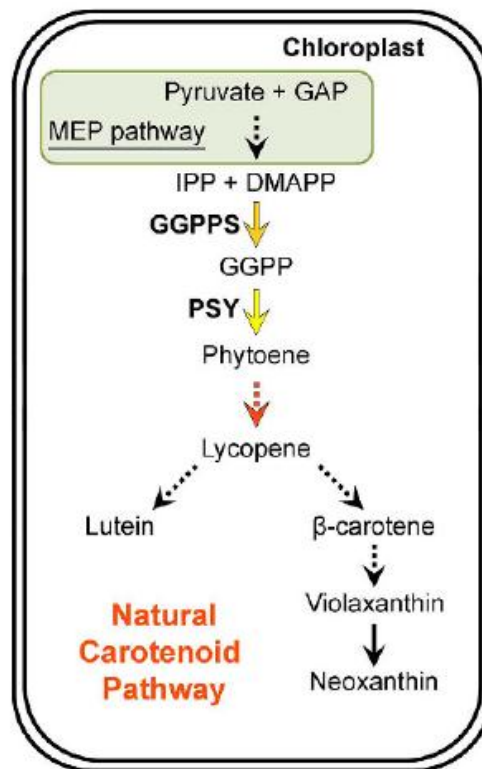 Chloroplast
Pyruvate + GAP
MEP pathway
IPP + DMAPP
GGPPS
GGPP
PSY
Phytoene
Lycopene
Lutein
β-carotene
Violaxanthin
Neoxanthin
Natural
Carotenoid
Pathway